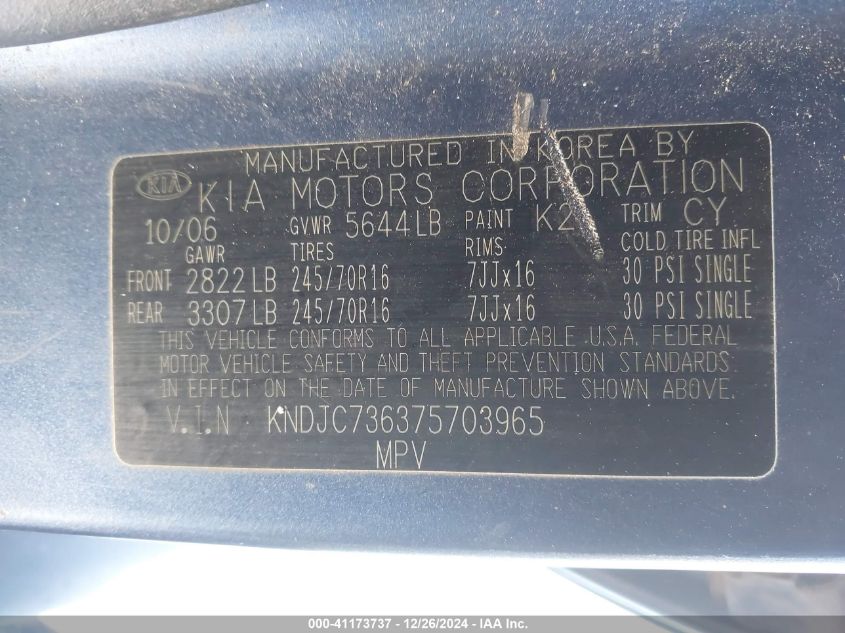 MANUFACTURED IN KOREA BY
KIA KIA MOTORS CORPORATION
10/06 GVWR 5644LB PAINT K2 TRIM CY
GAWR TIRES RIMS COLD TIRE INFL
FRONT 2822LB 245/70R16 7JJx16 30 PSI SINGLE
REAR 3307LB 245/70R16 7JJx16 30 PSI SINGLE
THIS VEHICLE CONFORMS TO ALL APPLICABLE U.S.A. FEDERAL
MOTOR VEHICLE SAFETY AND THEFT PREVENTION STANDARDS
IN EFFECT ON THE DATE OF MANUFACTURE SHOWN ABOVE.
V.I.N KNDJC736375703965
MPV
000-41173737 - 12/26/2024 - IAA Inc.